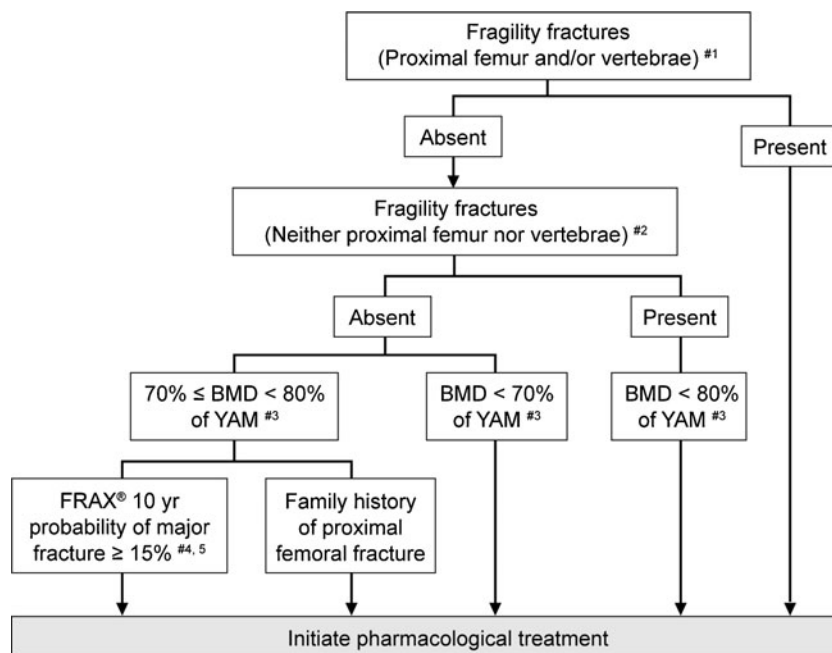 Fragility fractures
(Proximal femur and/or vertebrae) #1
Absent
Present
Fragility fractures
(Neither proximal femur nor vertebrae) #2
Absent
Present
70% ≤ BMD < 80%
of YAM #3
BMD < 70%
of YAM #3
BMD < 80%
of YAM #3
FRAX® 10 yr
probability of major
fracture ≥ 15% #4, 5
Family history
of proximal
femoral fracture
Initiate pharmacological treatment